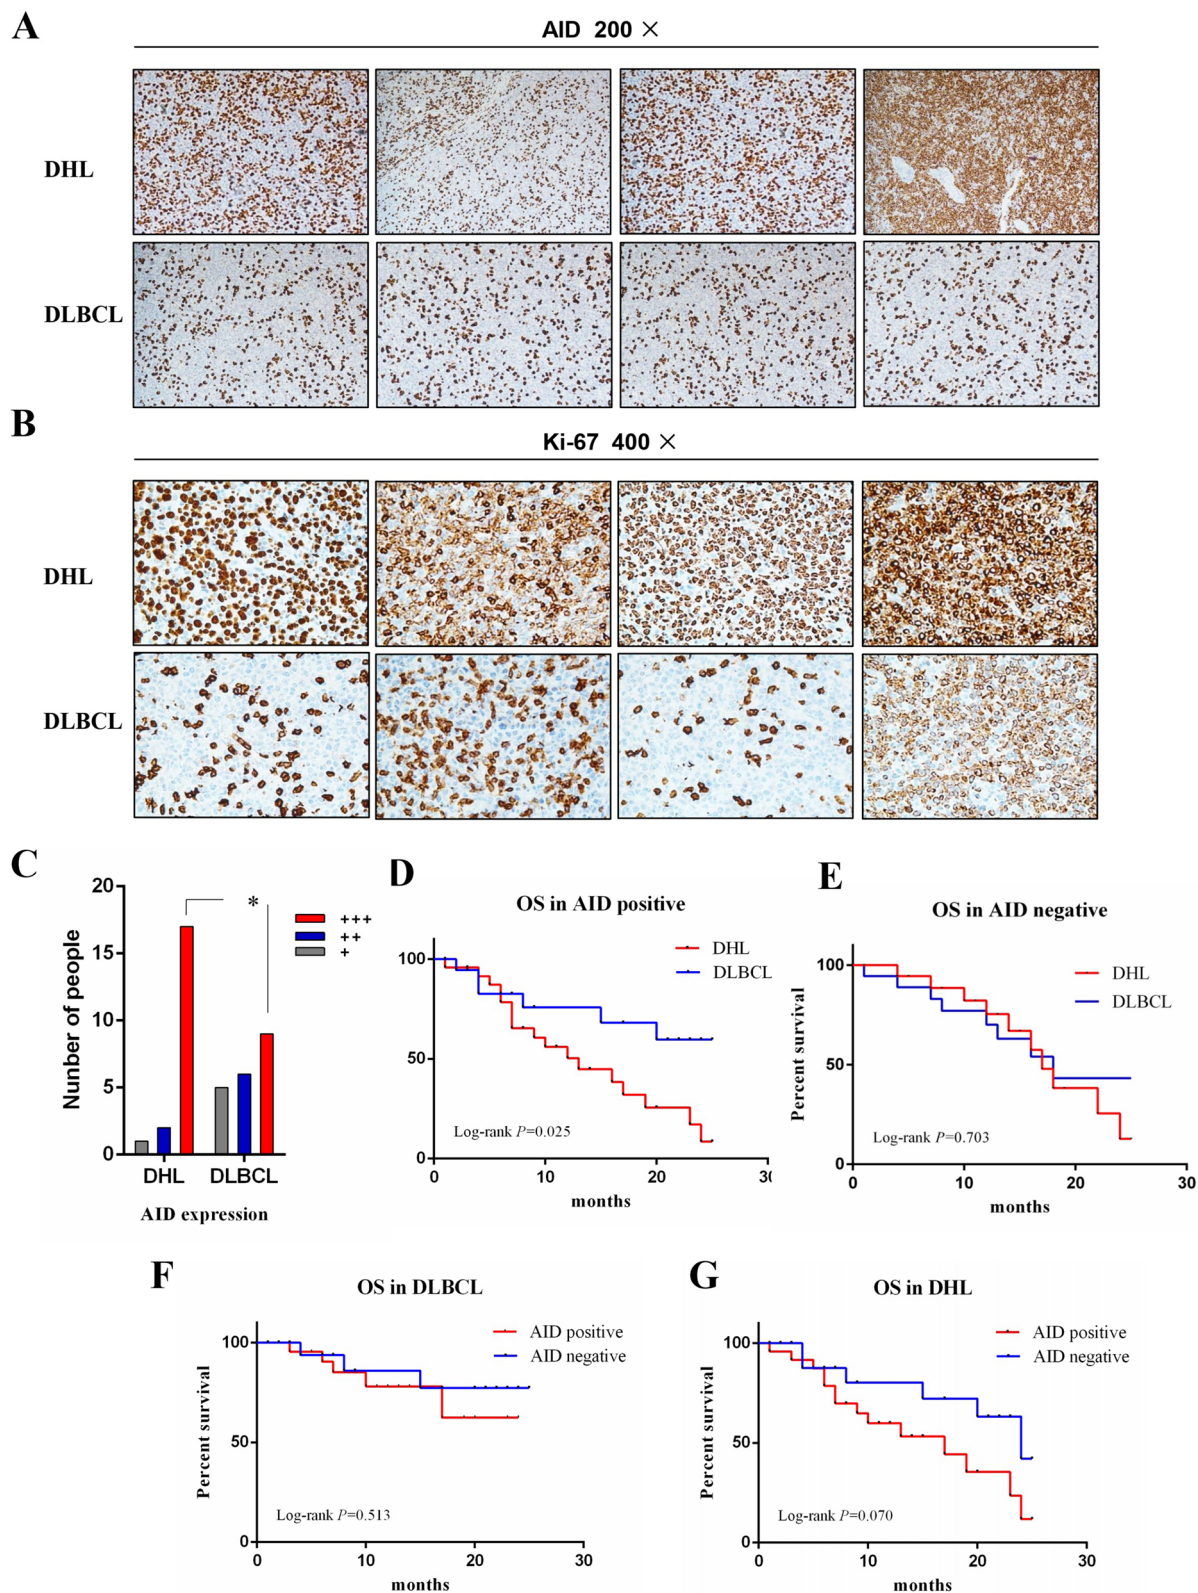 A
AID 200 ×
DHL
DLBCL
B
Ki-67 400 ×
DHL
DLBCL
C
Nunber of people
20
15
10
5
0
*
+++
++
+
DHL DLBCL
AID expression
D
OS in AID positive
DHL
DLBCL
100
50
0
Log-rank P=0.025
0 10 20 30
months
E
OS in AID negative
DHL
DLBCL
Percent survival
100
50
0
Log-rank P=0.703
0 10 20 30
months
F
OS in DLBCL
AID positive
AID negative
Percent survival
100
50
0
Log-rank P=0.513
0 10 20 30
months
G
OS in DHL
AID positive
AID negative
Percent survival
100
50
0
Log-rank P=0.070
0 10 20 30
months